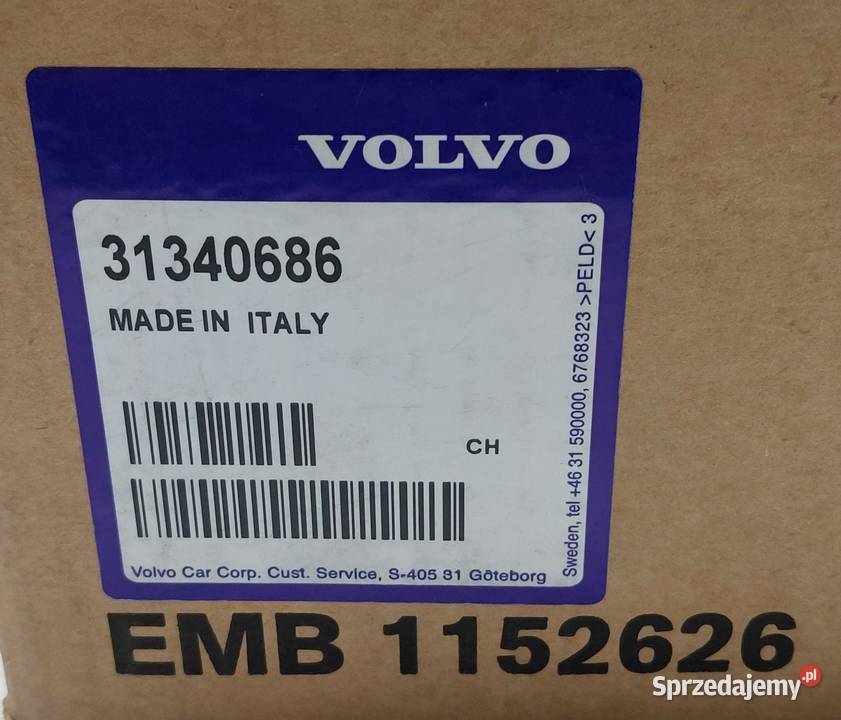 VOLVO
31340686
MADE IN ITALY
CH
Volvo Car Corp. Cust. Service, S-405 31 Göteborg
Sweden, tel +46 31 590000, 6768323 >PELD< 3
EMB 1152626
Sprzedajemy.pl